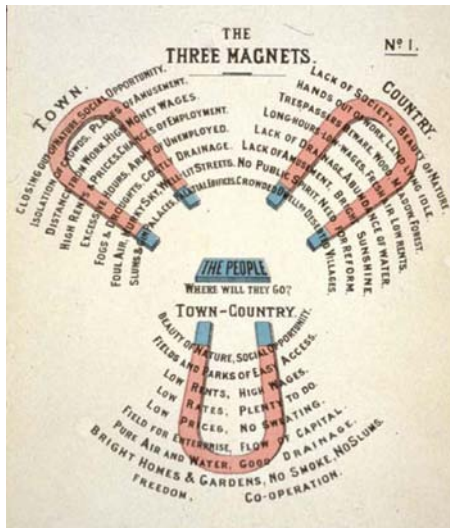 THE
THREE MAGNETS.
Nº 1.
TOWN.
CLOSING OUT OF NATURE. SOCIAL OPPORTUNITY.
ISOLATION OF CROWDS. PLACES OF AMUSEMENT.
DISTANCE FROM WORK. HIGH MONEY WAGES.
HIGH RENTS & PRICES. CHANCES OF EMPLOYMENT.
EXCESSIVE HOURS. ARMY OF UNEMPLOYED.
FOGS & DROUGHTS. COSTLY DRAINAGE.
FOUL AIR. MURKY SKY. WELL-LIT STREETS.
SLUMS & GIN PALACES. PALATIAL EDIFICES.
COUNTRY.
LACK OF SOCIETY. BEAUTY OF NATURE.
HANDS OUT OF WORK. LAND LYING IDLE.
TRESPASSERS BEWARE. WOOD, MEADOW, FOREST.
LONG HOURS LOW WAGES. FRESH AIR. LOW RENTS.
LACK OF DRAINAGE. ABUNDANCE OF WATER.
LACK OF AMUSEMENT. BRIGHT SUNSHINE.
NO PUBLIC SPIRIT. NEED FOR REFORM.
CROWDED DWELLINGS. DESERTED VILLAGES.
THE PEOPLE
WHERE WILL THEY GO?
TOWN-COUNTRY.
BEAUTY OF NATURE, SOCIAL OPPORTUNITY.
FIELDS AND PARKS OF EASY ACCESS.
LOW RENTS, HIGH WAGES.
LOW RATES, PLENTY TO DO.
LOW PRICES, NO SWEATING.
FIELD FOR ENTERPRISE, FLOW OF CAPITAL.
PURE AIR AND WATER, GOOD DRAINAGE.
BRIGHT HOMES & GARDENS, NO SMOKE, NO SLUMS.
FREEDOM. CO-OPERATION.